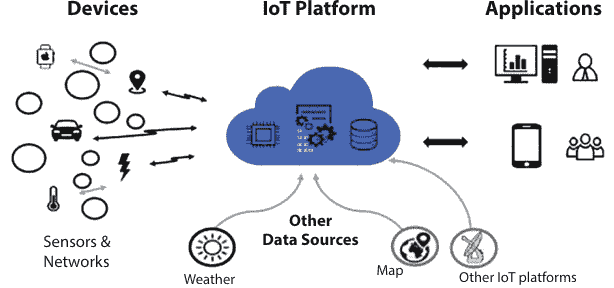 Devices
IoT Platform
Applications
Other
Data Sources
Sensors &
Networks
Weather
Map
Other IoT platforms